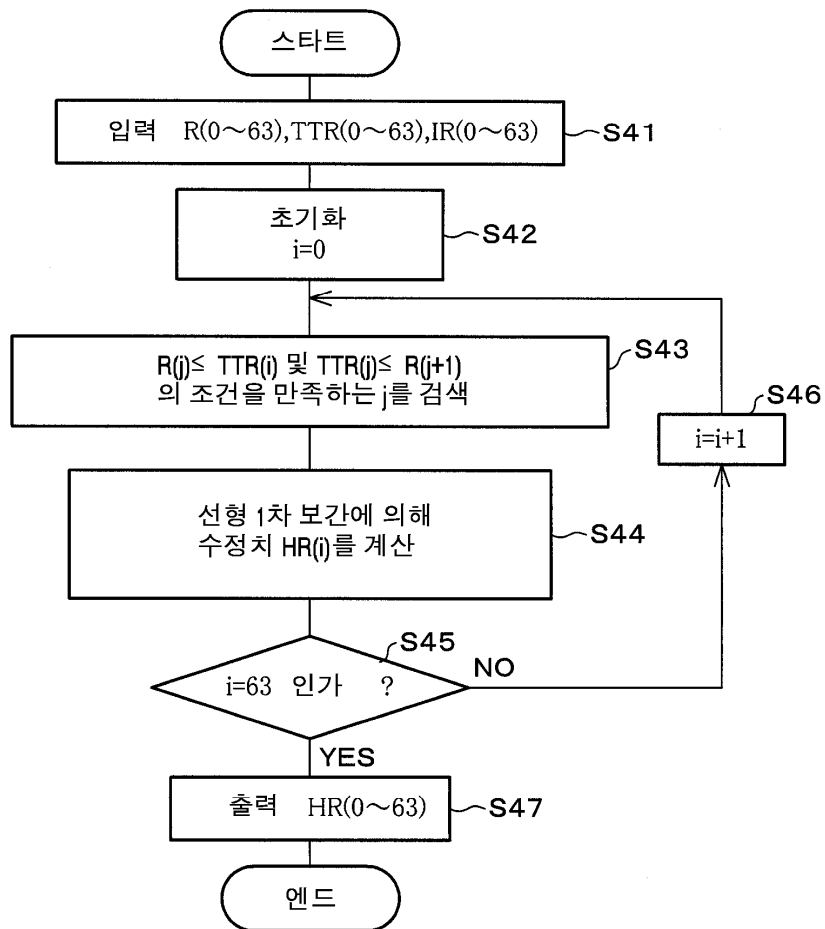 스타트
입력 R(0～63),TTR(0～63),IR(0～63)
S41
초기화
i=0
S42
R(j)≤ TTR(i) 및 TTR(j)≤ R(j+1)
의 조건을 만족하는 j를 검색
S43
S46
i=i+1
선형 1차 보간에 의해
수정치 HR(i)를 계산
S44
S45
i=63 인가 ?
NO
YES
출력 HR(0～63)
S47
엔드